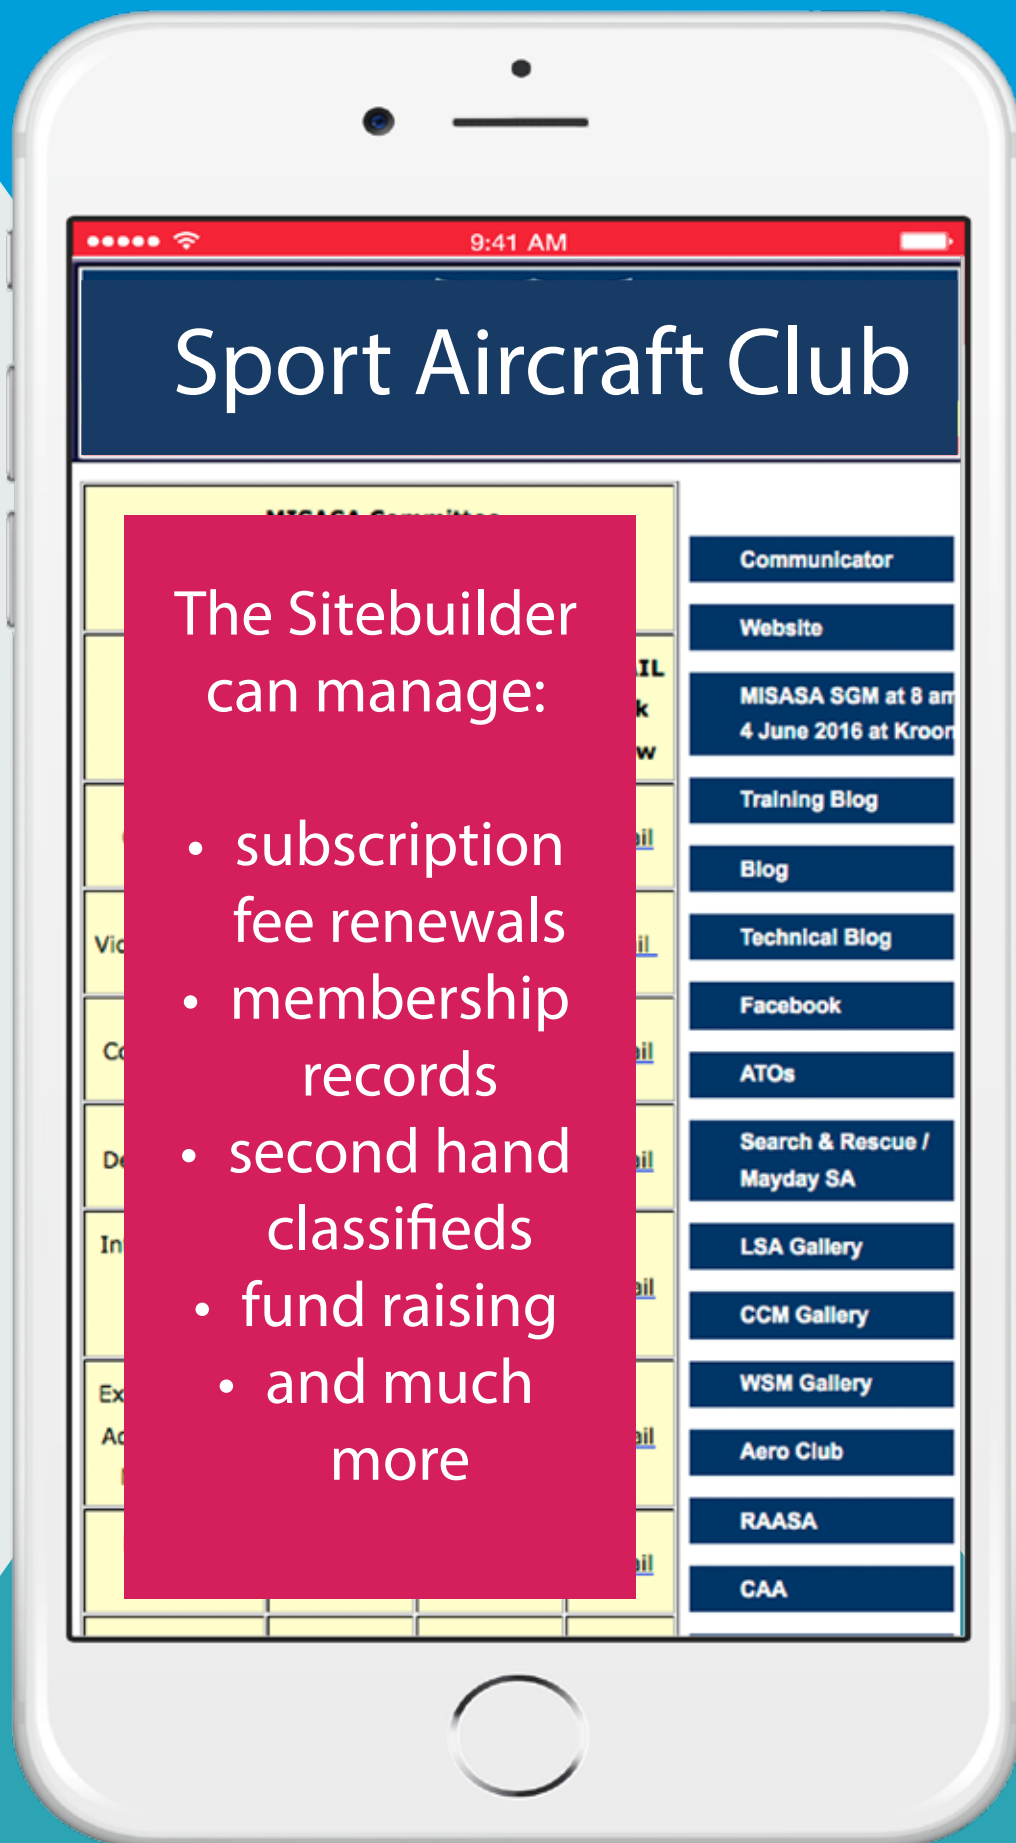 9:41 AM
Sport Aircraft Club
MISASA Committee
The Sitebuilder
can manage:
• subscription
fee renewals
• membership
records
• second hand
classifieds
• fund raising
• and much
more
Communicator
Website
MISASA SGM at 8 am
4 June 2016 at
Training Blog
Blog
Technical Blog
Facebook
ATOs
Search & Rescue /
Mayday SA
LSA Gallery
CCM Gallery
WSM Gallery
Aero Club
RAASA
CAA